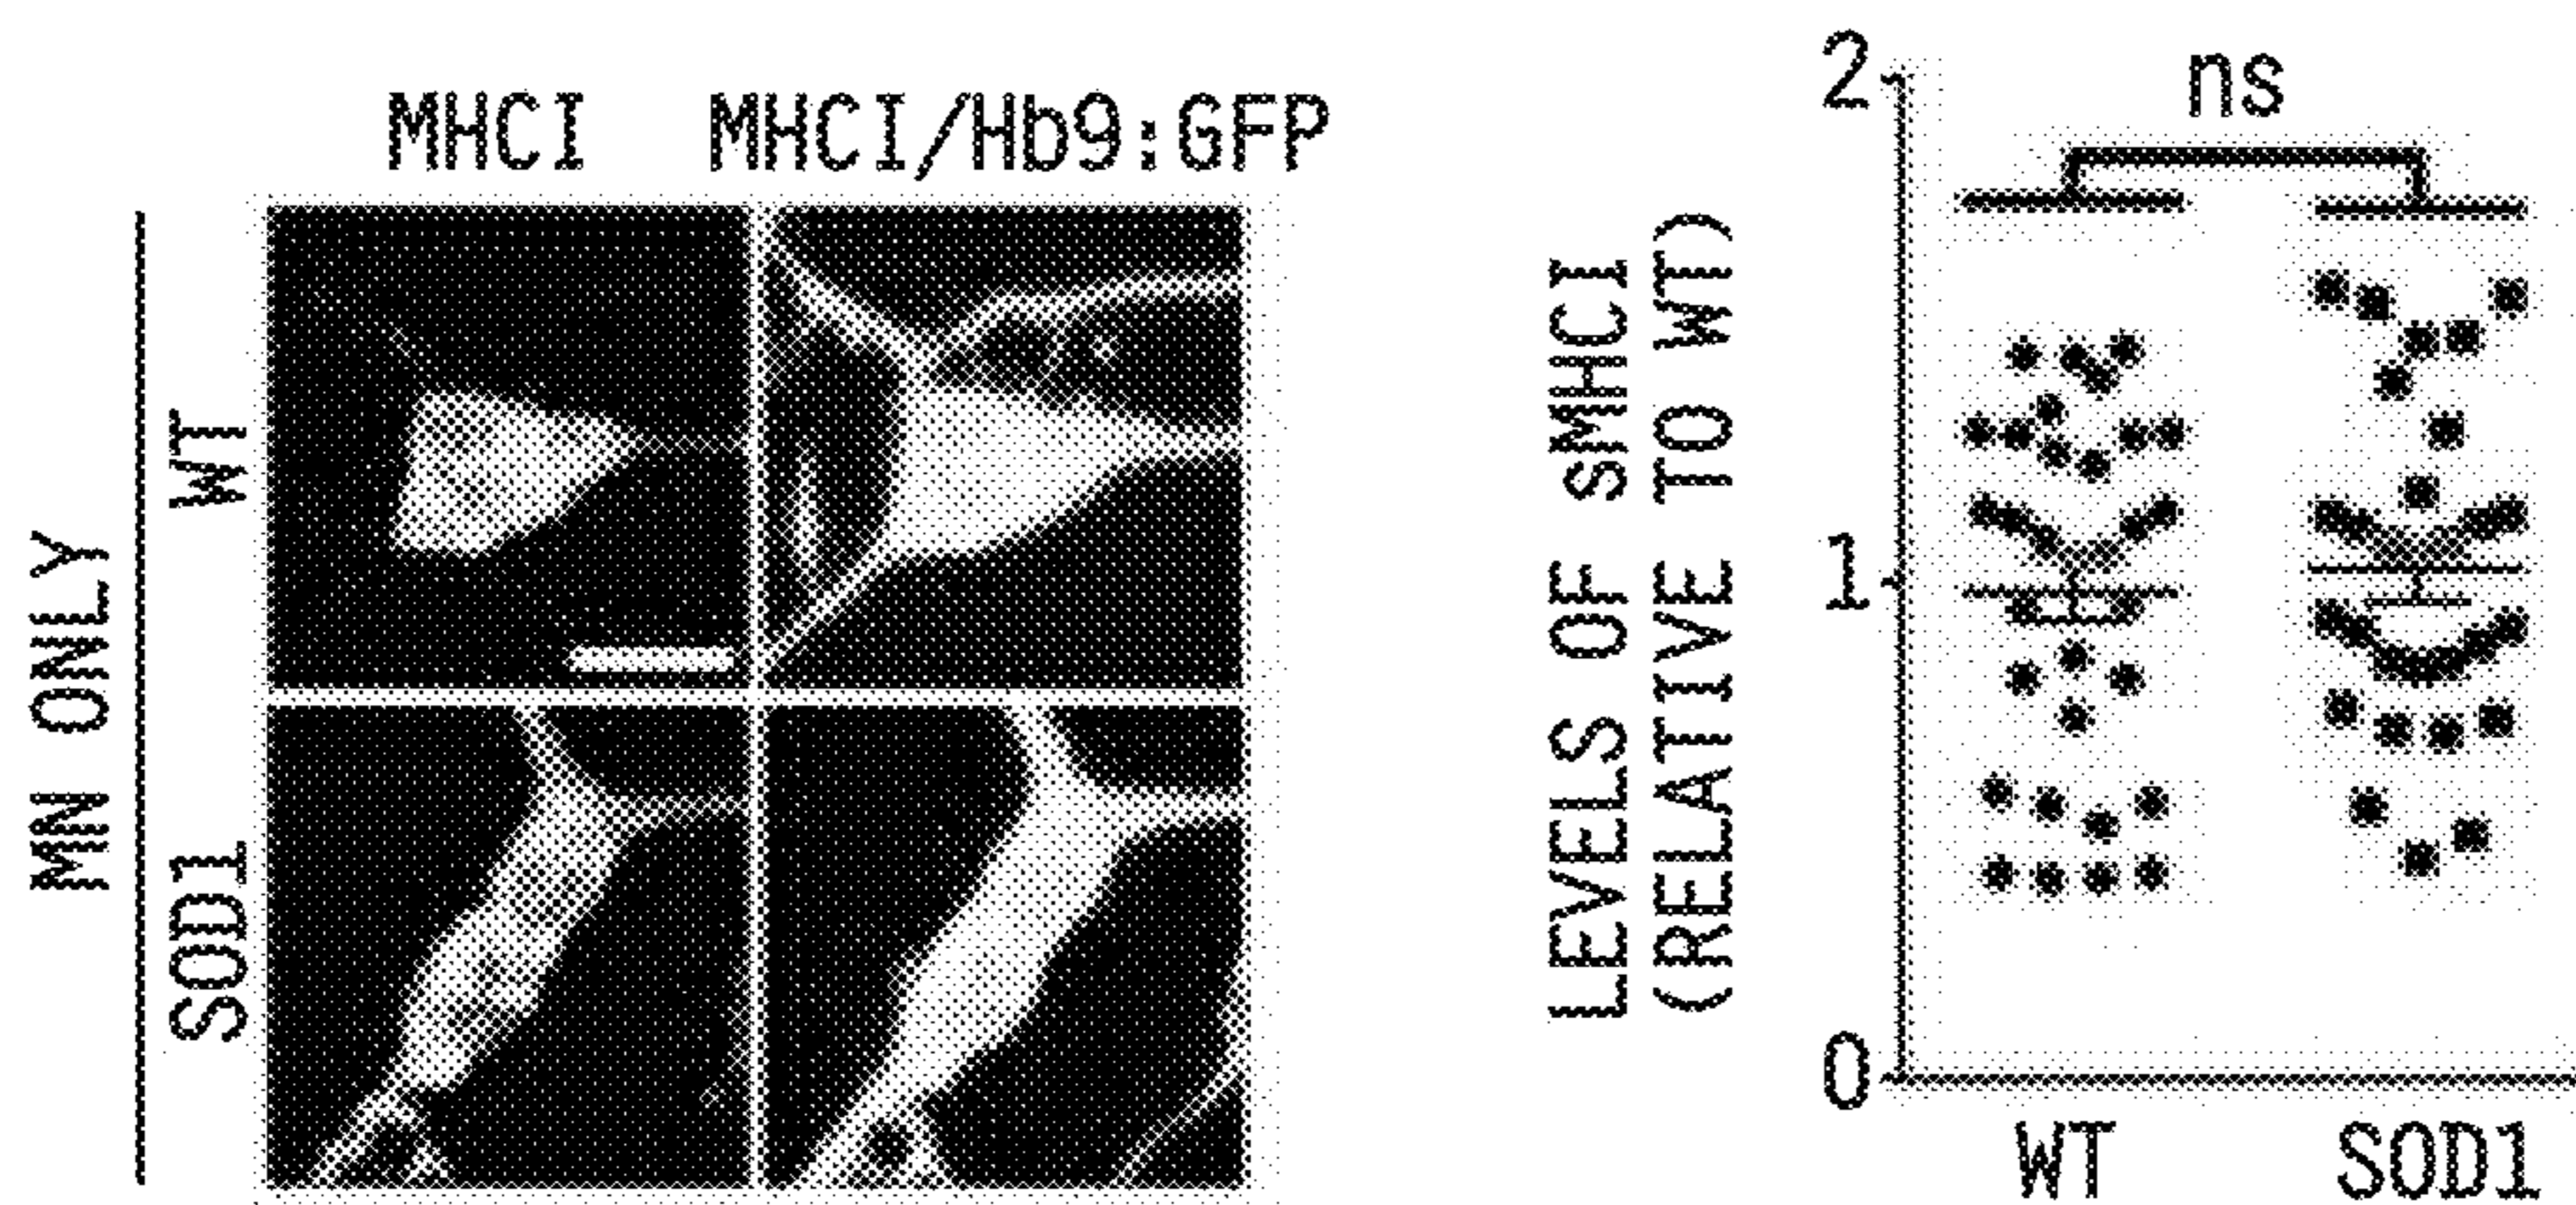 MHCI MHCI/Hb9:GFP
MN ONLY
WT
SOD1
LEVELS OF SMHCI
(RELATIVE TO WT)
2
1
0
ns
WT SOD1